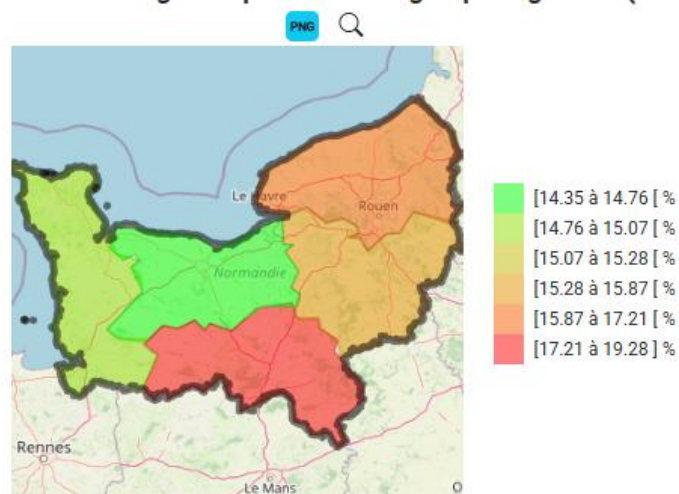 PNG
Le Havre
Rouen
Normandie
Rennes
Le Mans
[14.35 à 14.76 [ %
[14.76 à 15.07 [ %
[15.07 à 15.28 [ %
[15.28 à 15.87 [ %
[15.87 à 17.21 [ %
[17.21 à 19.28 ] %